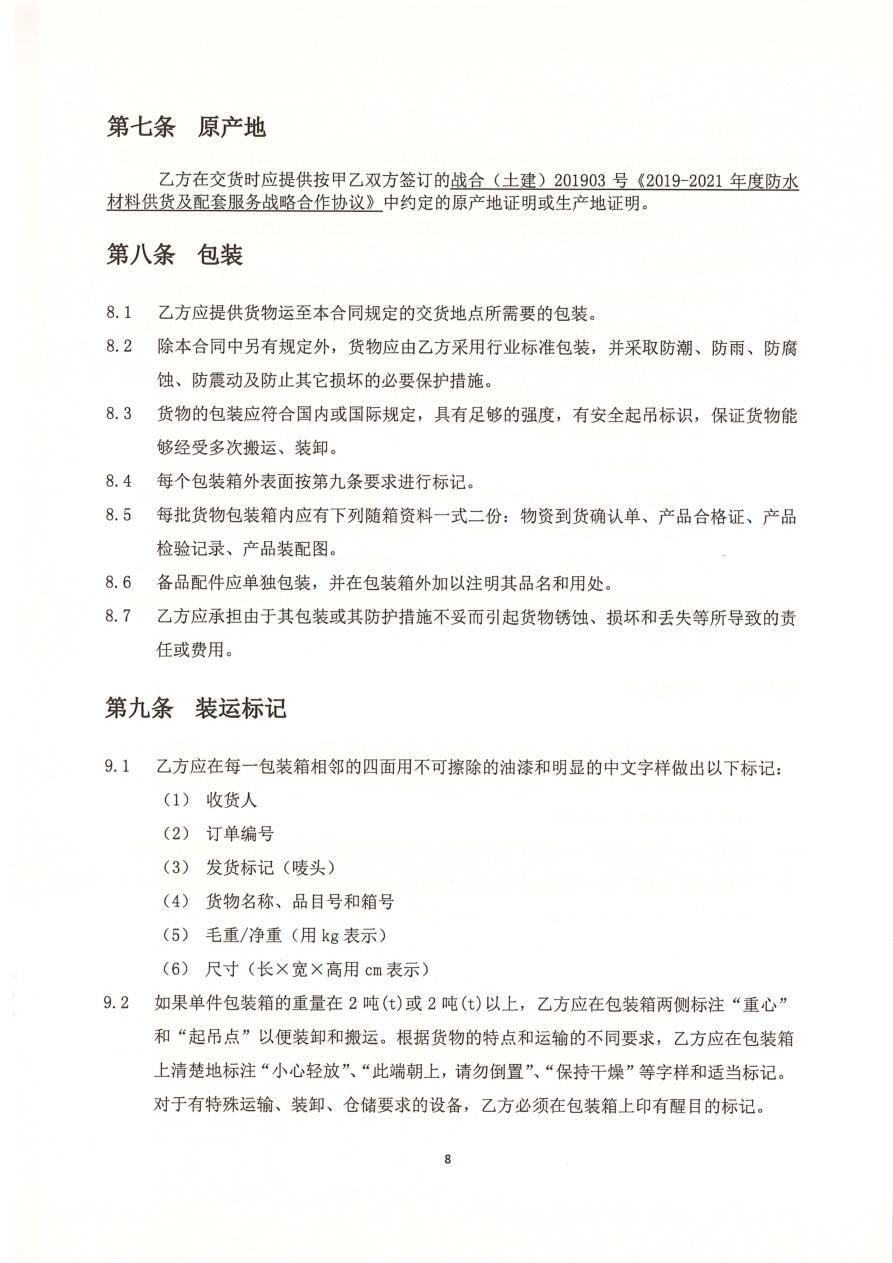 第七条 原产地
乙方在交货时应提供按甲乙双方签订的战合（土建）201903 号《2019-2021 年度防水
材料供货及配套服务战略合作协议》中约定的原产地证明或生产地证明。
第八条 包装
8.1 乙方应提供货物运至本合同规定的交货地点所需要的包装。
8.2 除本合同中另有规定外，货物应由乙方采用行业标准包装，并采取防潮、防雨、防腐
蚀、防震动及防止其它损坏的必要保护措施。
8.3 货物的包装应符合国内或国际规定，具有足够的强度，有安全起吊标识，保证货物能
够经受多次搬运、装卸。
8.4 每个包装箱外表面按第九条要求进行标记。
8.5 每批货物包装箱内应有下列随箱资料一式二份：物资到货确认单、产品合格证、产品
检验记录、产品装配图。
8.6 备品配件应单独包装，并在包装箱外加以注明其品名和用处。
8.7 乙方应承担由于其包装或其防护措施不妥而引起货物锈蚀、损坏和丢失等所导致的责
任或费用。
第九条 装运标记
9.1 乙方应在每一包装箱相邻的四面用不可擦除的油漆和明显的中文字样做出以下标记：
（1） 收货人
（2） 订单编号
（3） 发货标记（唛头）
（4） 货物名称、品目号和箱号
（5） 毛重/净重（用 kg 表示）
（6） 尺寸（长×宽×高用 cm 表示）
9.2 如果单件包装箱的重量在 2 吨(t)或 2 吨(t)以上，乙方应在包装箱两侧标注“重心”
和“起吊点”以便装卸和搬运。根据货物的特点和运输的不同要求，乙方应在包装箱
上清楚地标注“小心轻放”、“此端朝上，请勿倒置”、“保持干燥”等字样和适当标记。
对于有特殊运输、装卸、仓储要求的设备，乙方必须在包装箱上印有醒目的标记。
8